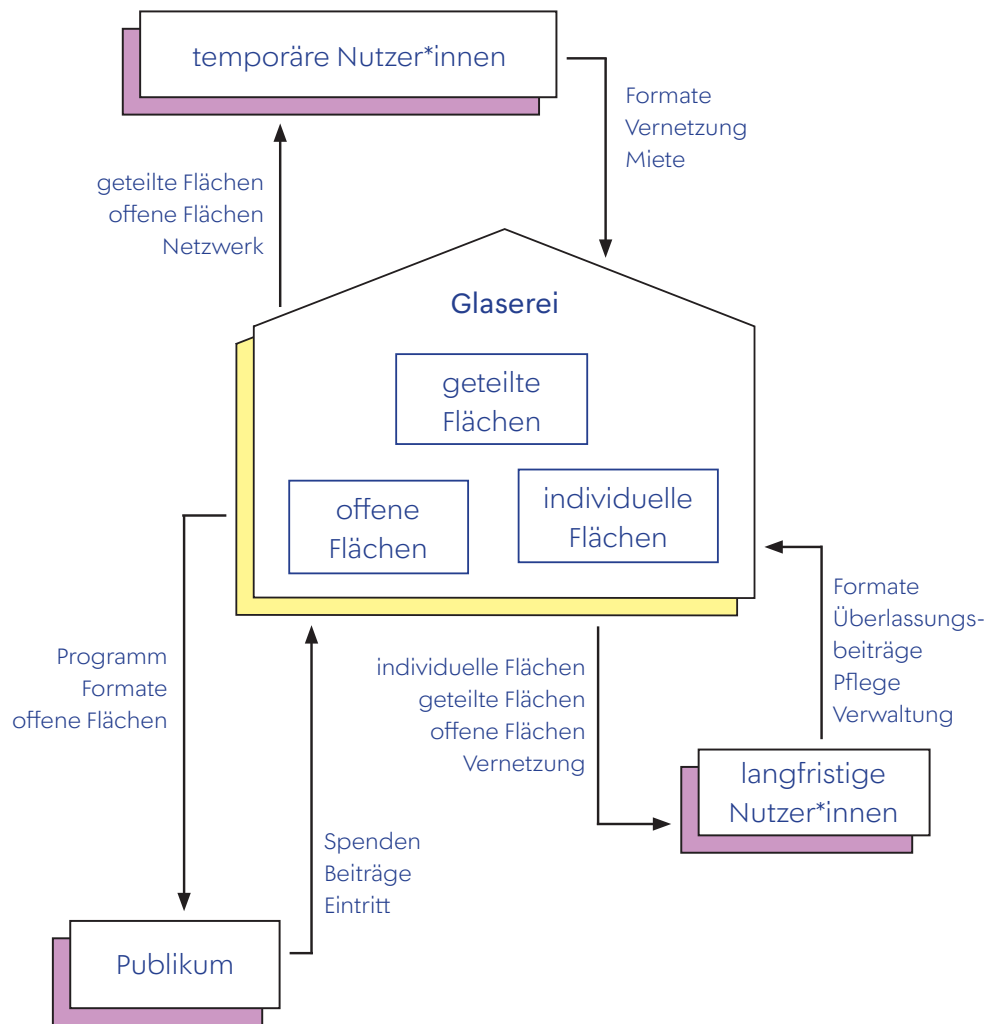 temporäre Nutzer*innen
Formate
Vernetzung
Miete
geteilte Flächen
offene Flächen
Netzwerk
Glaserei
geteilte
Flächen
offene
Flächen
individuelle
Flächen
Programm
Formate
offene Flächen
individuelle Flächen
geteilte Flächen
offene Flächen
Vernetzung
Formate
Überlassungs-
beiträge
Pflege
Verwaltung
langfristige
Nutzer*innen
Spenden
Beiträge
Eintritt
Publikum